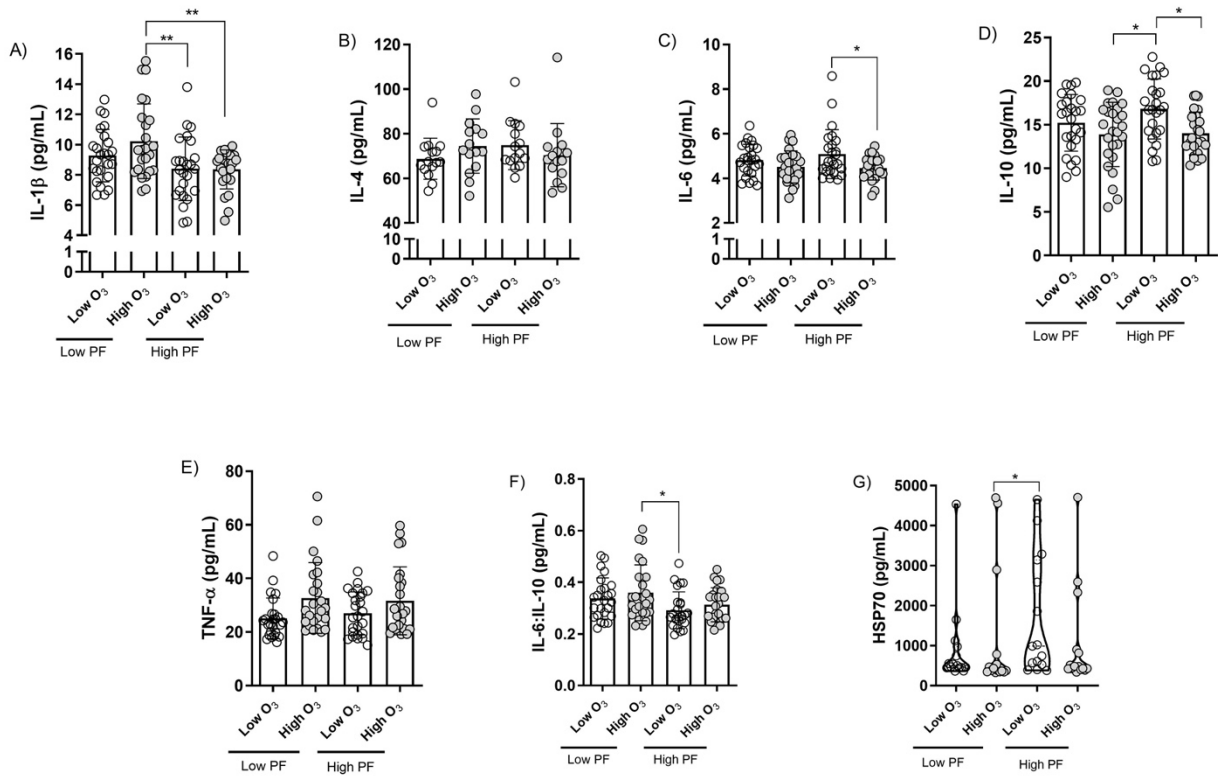 A)
**
**
IL-1β (pg/mL)
16
14
12
10
8
6
4
1
0
Low O₃
High O₃
Low O₃
High O₃
Low PF
High PF
B)
IL-4 (pg/mL)
120
100
80
60
40
10
0
Low O₃
High O₃
Low O₃
High O₃
Low PF
High PF
C)
*
IL-6 (pg/mL)
10
8
6
4
2
1
0
Low O₃
High O₃
Low O₃
High O₃
Low PF
High PF
D)
*
*
IL-10 (pg/mL)
25
20
15
10
5
0
Low O₃
High O₃
Low O₃
High O₃
Low PF
High PF
E)
TNF-α (pg/mL)
80
60
40
20
0
Low O₃
High O₃
Low O₃
High O₃
Low PF
High PF
F)
*
IL-6:IL-10 (pg/mL)
0.8
0.6
0.4
0.2
0.0
Low O₃
High O₃
Low O₃
High O₃
Low PF
High PF
G)
*
HSP70 (pg/mL)
5000
4000
3000
2000
1000
0
Low O₃
High O₃
Low O₃
High O₃
Low PF
High PF